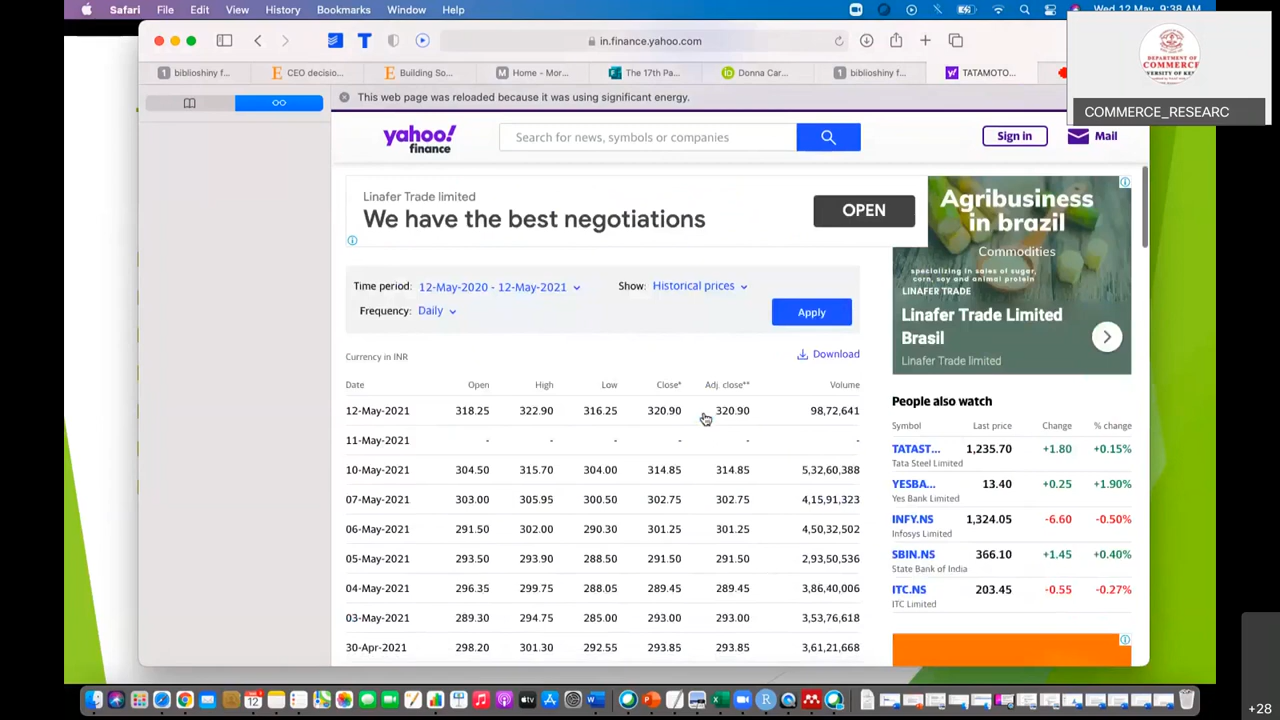 Safari File Edit View History Bookmarks Window Help Wed 12 May 9:38 AM
in.finance.yahoo.com
DEPARTMENT OF
COMMERCE
COMMERCE_RESEARC
1 biblioshiny f... CEO decisio... Building So... Home – Mor... The 17th Pa... Donna Car... 1 biblioshiny f... TATAMOTO...
This web page was reloaded because it was using significant energy.
yahoo!
finance
Search for news, symbols or companies
Sign in
Mail
Linafer Trade limited
We have the best negotiations
OPEN
Agribusiness
in brazil
Commodities
specializing in sales of sugar,
corn, soy and animal protein
LINAFER TRADE
Linafer Trade Limited
Brasil
Linafer Trade limited
Time period: 12-May-2020 - 12-May-2021
Show: Historical prices
Frequency: Daily
Apply
Currency in INR
Download
Date Open High Low Close* Adj. close** Volume
12-May-2021 318.25 322.90 316.25 320.90 320.90 98,72,641
11-May-2021 - - - - - -
10-May-2021 304.50 315.70 304.00 314.85 314.85 5,32,60,388
07-May-2021 303.00 305.95 300.50 302.75 302.75 4,15,91,323
06-May-2021 291.50 302.00 290.30 301.25 301.25 4,50,32,502
05-May-2021 293.50 293.90 288.50 291.50 291.50 2,93,50,536
04-May-2021 296.35 299.75 288.05 289.45 289.45 3,86,40,006
03-May-2021 289.30 294.75 285.00 293.00 293.00 3,53,76,618
30-Apr-2021 298.20 301.30 292.55 293.85 293.85 3,61,21,668
People also watch
Symbol Last price Change % change
TATAST... 1,235.70 +1.80 +0.15%
Tata Steel Limited
YESBA... 13.40 +0.25 +1.90%
Yes Bank Limited
INFY.NS 1,324.05 -6.60 -0.50%
Infosys Limited
SBIN.NS 366.10 +1.45 +0.40%
State Bank of India
ITC.NS 203.45 -0.55 -0.27%
ITC Limited
+28